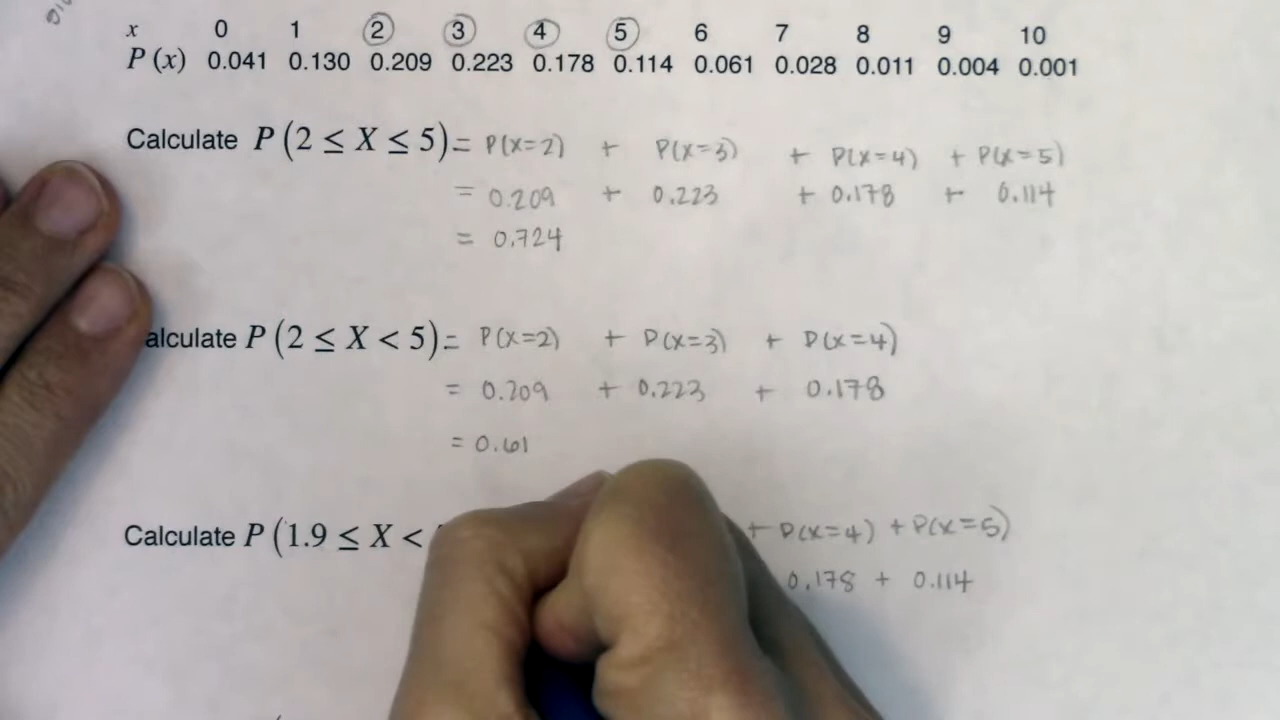 x 0 1 2 3 4 5 6 7 8 9 10
P (x) 0.041 0.130 0.209 0.223 0.178 0.114 0.061 0.028 0.011 0.004 0.001
Calculate P (2 ≤ X ≤ 5) = P(X=2) + P(X=3) + P(X=4) + P(X=5)
= 0.209 + 0.223 + 0.178 + 0.114
= 0.724
alculate P (2 ≤ X < 5) = P(X=2) + P(X=3) + P(X=4)
= 0.209 + 0.223 + 0.178
= 0.61
Calculate P (1.9 ≤ X < + P(X=4) + P(X=5)
0.178 + 0.114